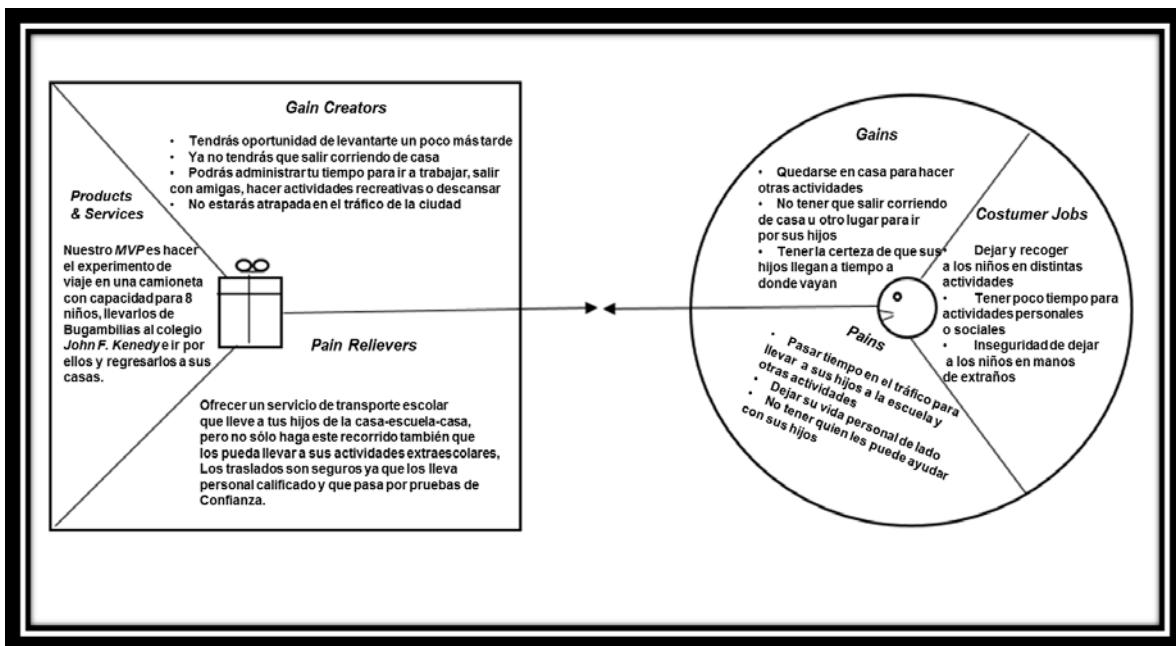 Gain Creators
• Tendrás oportunidad de levantarte un poco más tarde
• Ya no tendrás que salir corriendo de casa
• Podrás administrar tu tiempo para ir a trabajar, salir
con amigas, hacer actividades recreativas o descansar
• No estarás atrapada en el tráfico de la ciudad
Products
& Services
Nuestro MVP es hacer
el experimento de
viaje en una camioneta
con capacidad para 8
niños, llevarlos de
Bugambilias al colegio
John F. Kenedy e ir por
ellos y regresarlos a sus
casas.
Pain Relievers
Ofrecer un servicio de transporte escolar
que lleve a tus hijos de la casa-escuela-casa,
pero no sólo haga este recorrido también que
los pueda llevar a sus actividades extraescolares,
Los traslados son seguros ya que los lleva
personal calificado y que pasa por pruebas de
Confianza.
Gains
• Quedarse en casa para hacer
otras actividades
• No tener que salir corriendo
de casa u otro lugar para ir
por sus hijos
• Tener la certeza de que sus
hijos llegan a tiempo a
donde vayan
Costumer Jobs
• Dejar y recoger
a los niños en distintas
actividades
• Tener poco tiempo para
actividades personales
o sociales
• Inseguridad de dejar
a los niños en manos
de extraños
Pains
• Pasar tiempo en el tráfico para
llevar a sus hijos a la escuela y
otras actividades
• Dejar su vida personal de lado
• No tener quien les puede ayudar
con sus hijos